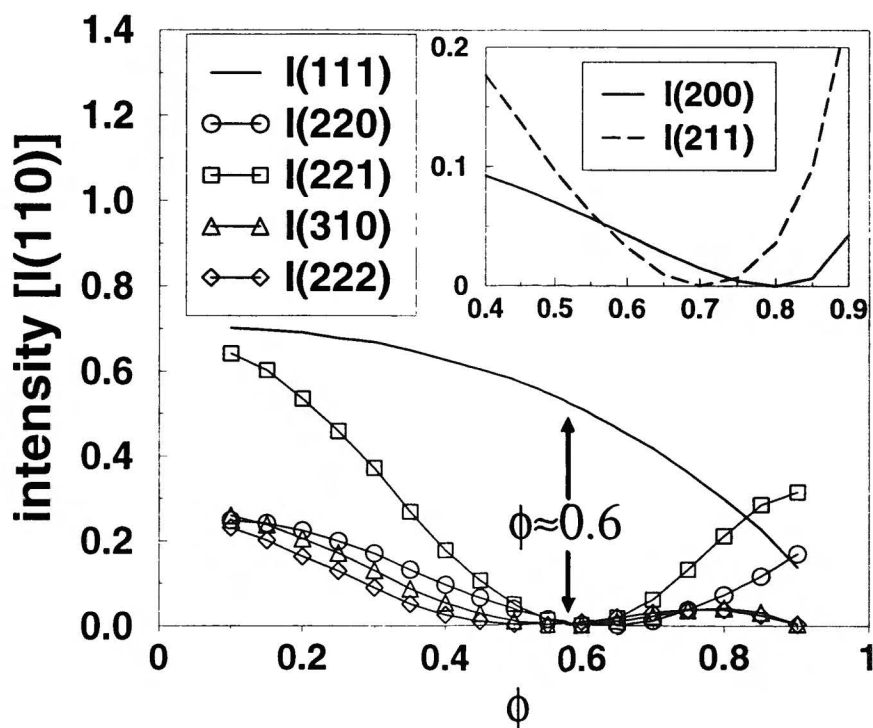 intensity [I(110)]
1.4
1.2
1.0
0.8
0.6
0.4
0.2
0.0
I(111)
I(220)
I(221)
I(310)
I(222)
0.2
0.1
0
I(200)
I(211)
0.4 0.5 0.6 0.7 0.8 0.9
ϕ≈0.6
0 0.2 0.4 0.6 0.8 1
ϕ